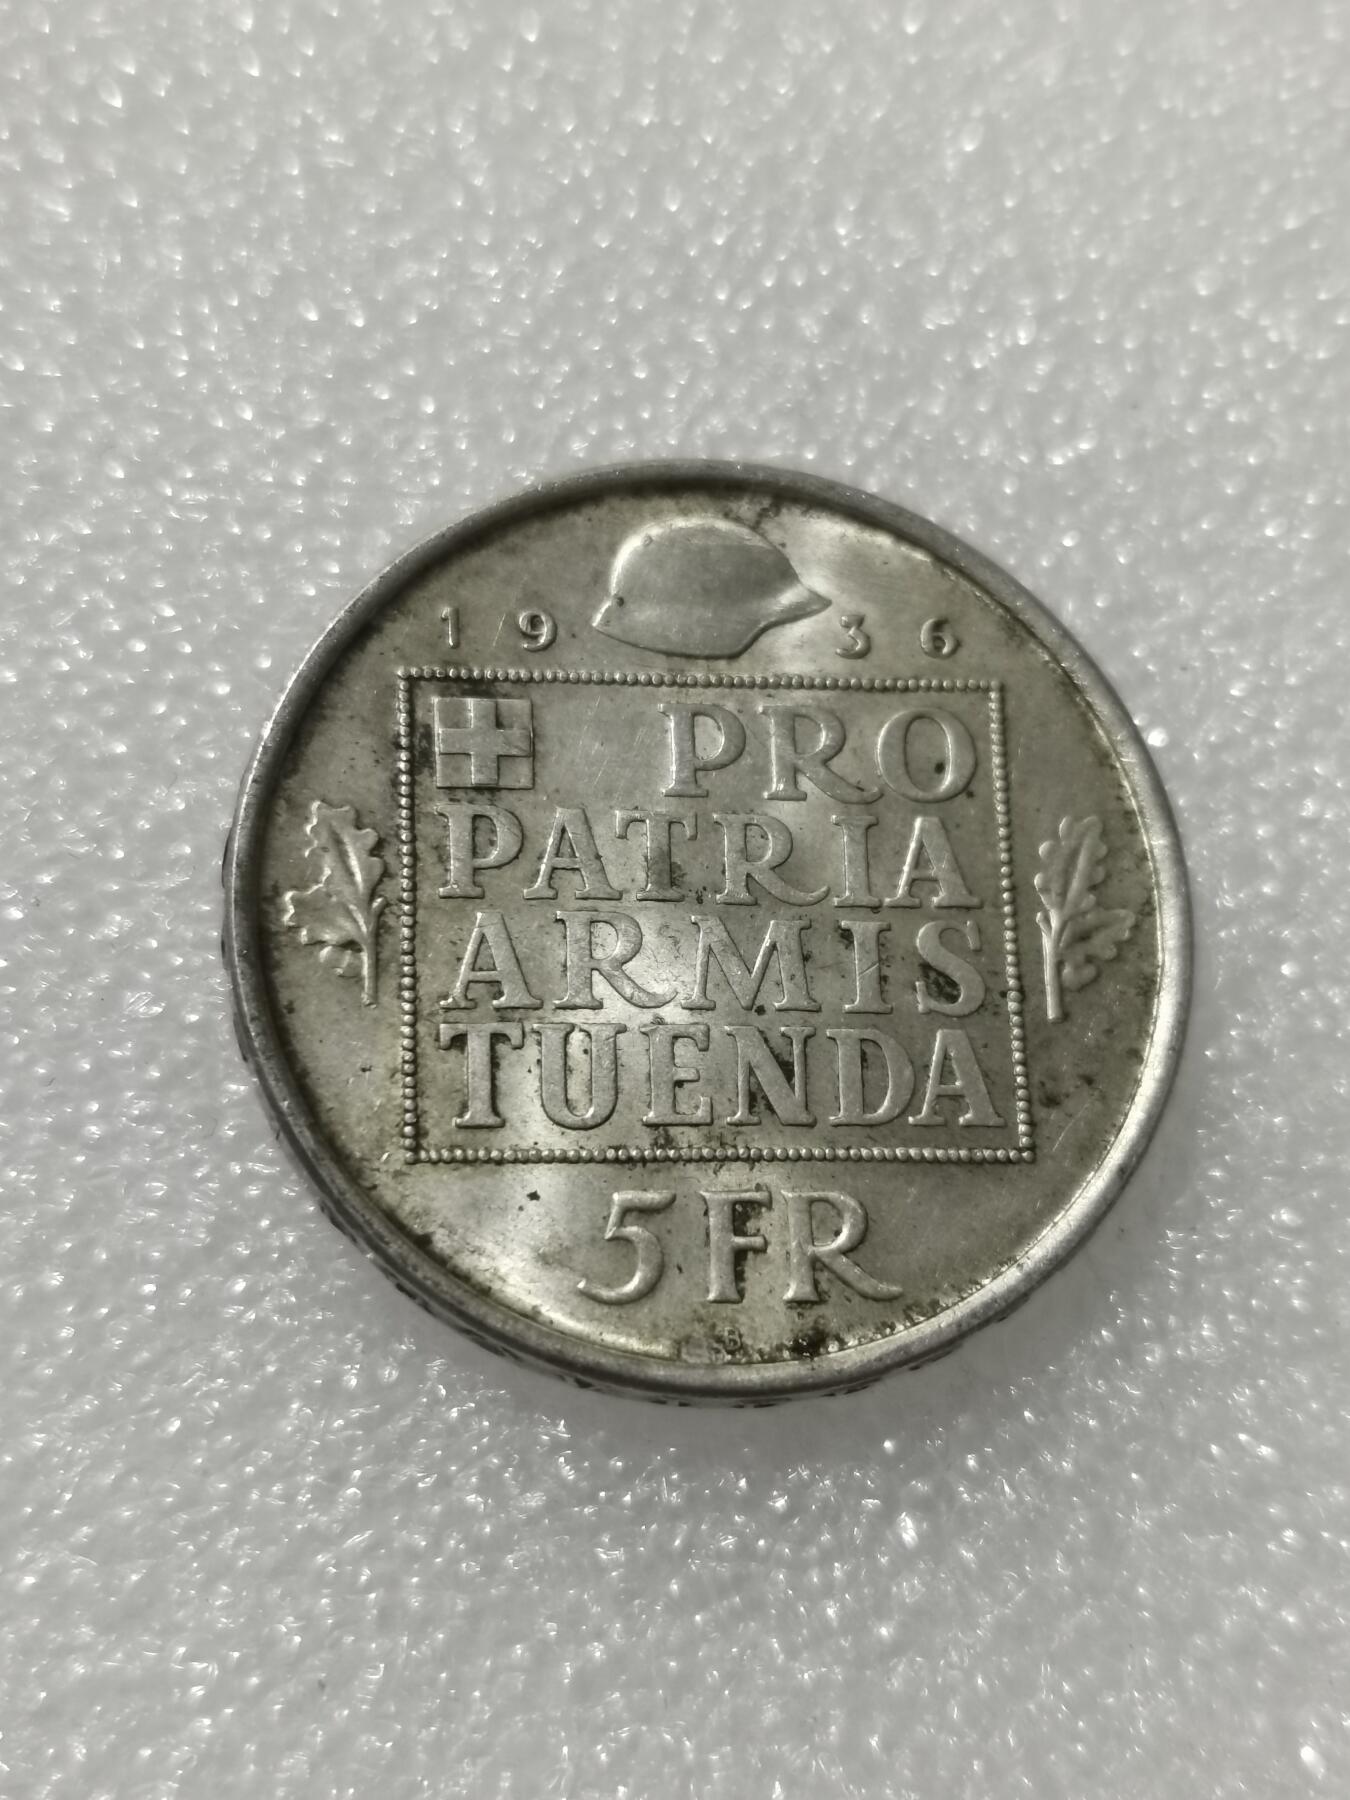 1936
PRO
PATRIA
ARMIS
TUENDA
5 FR
B